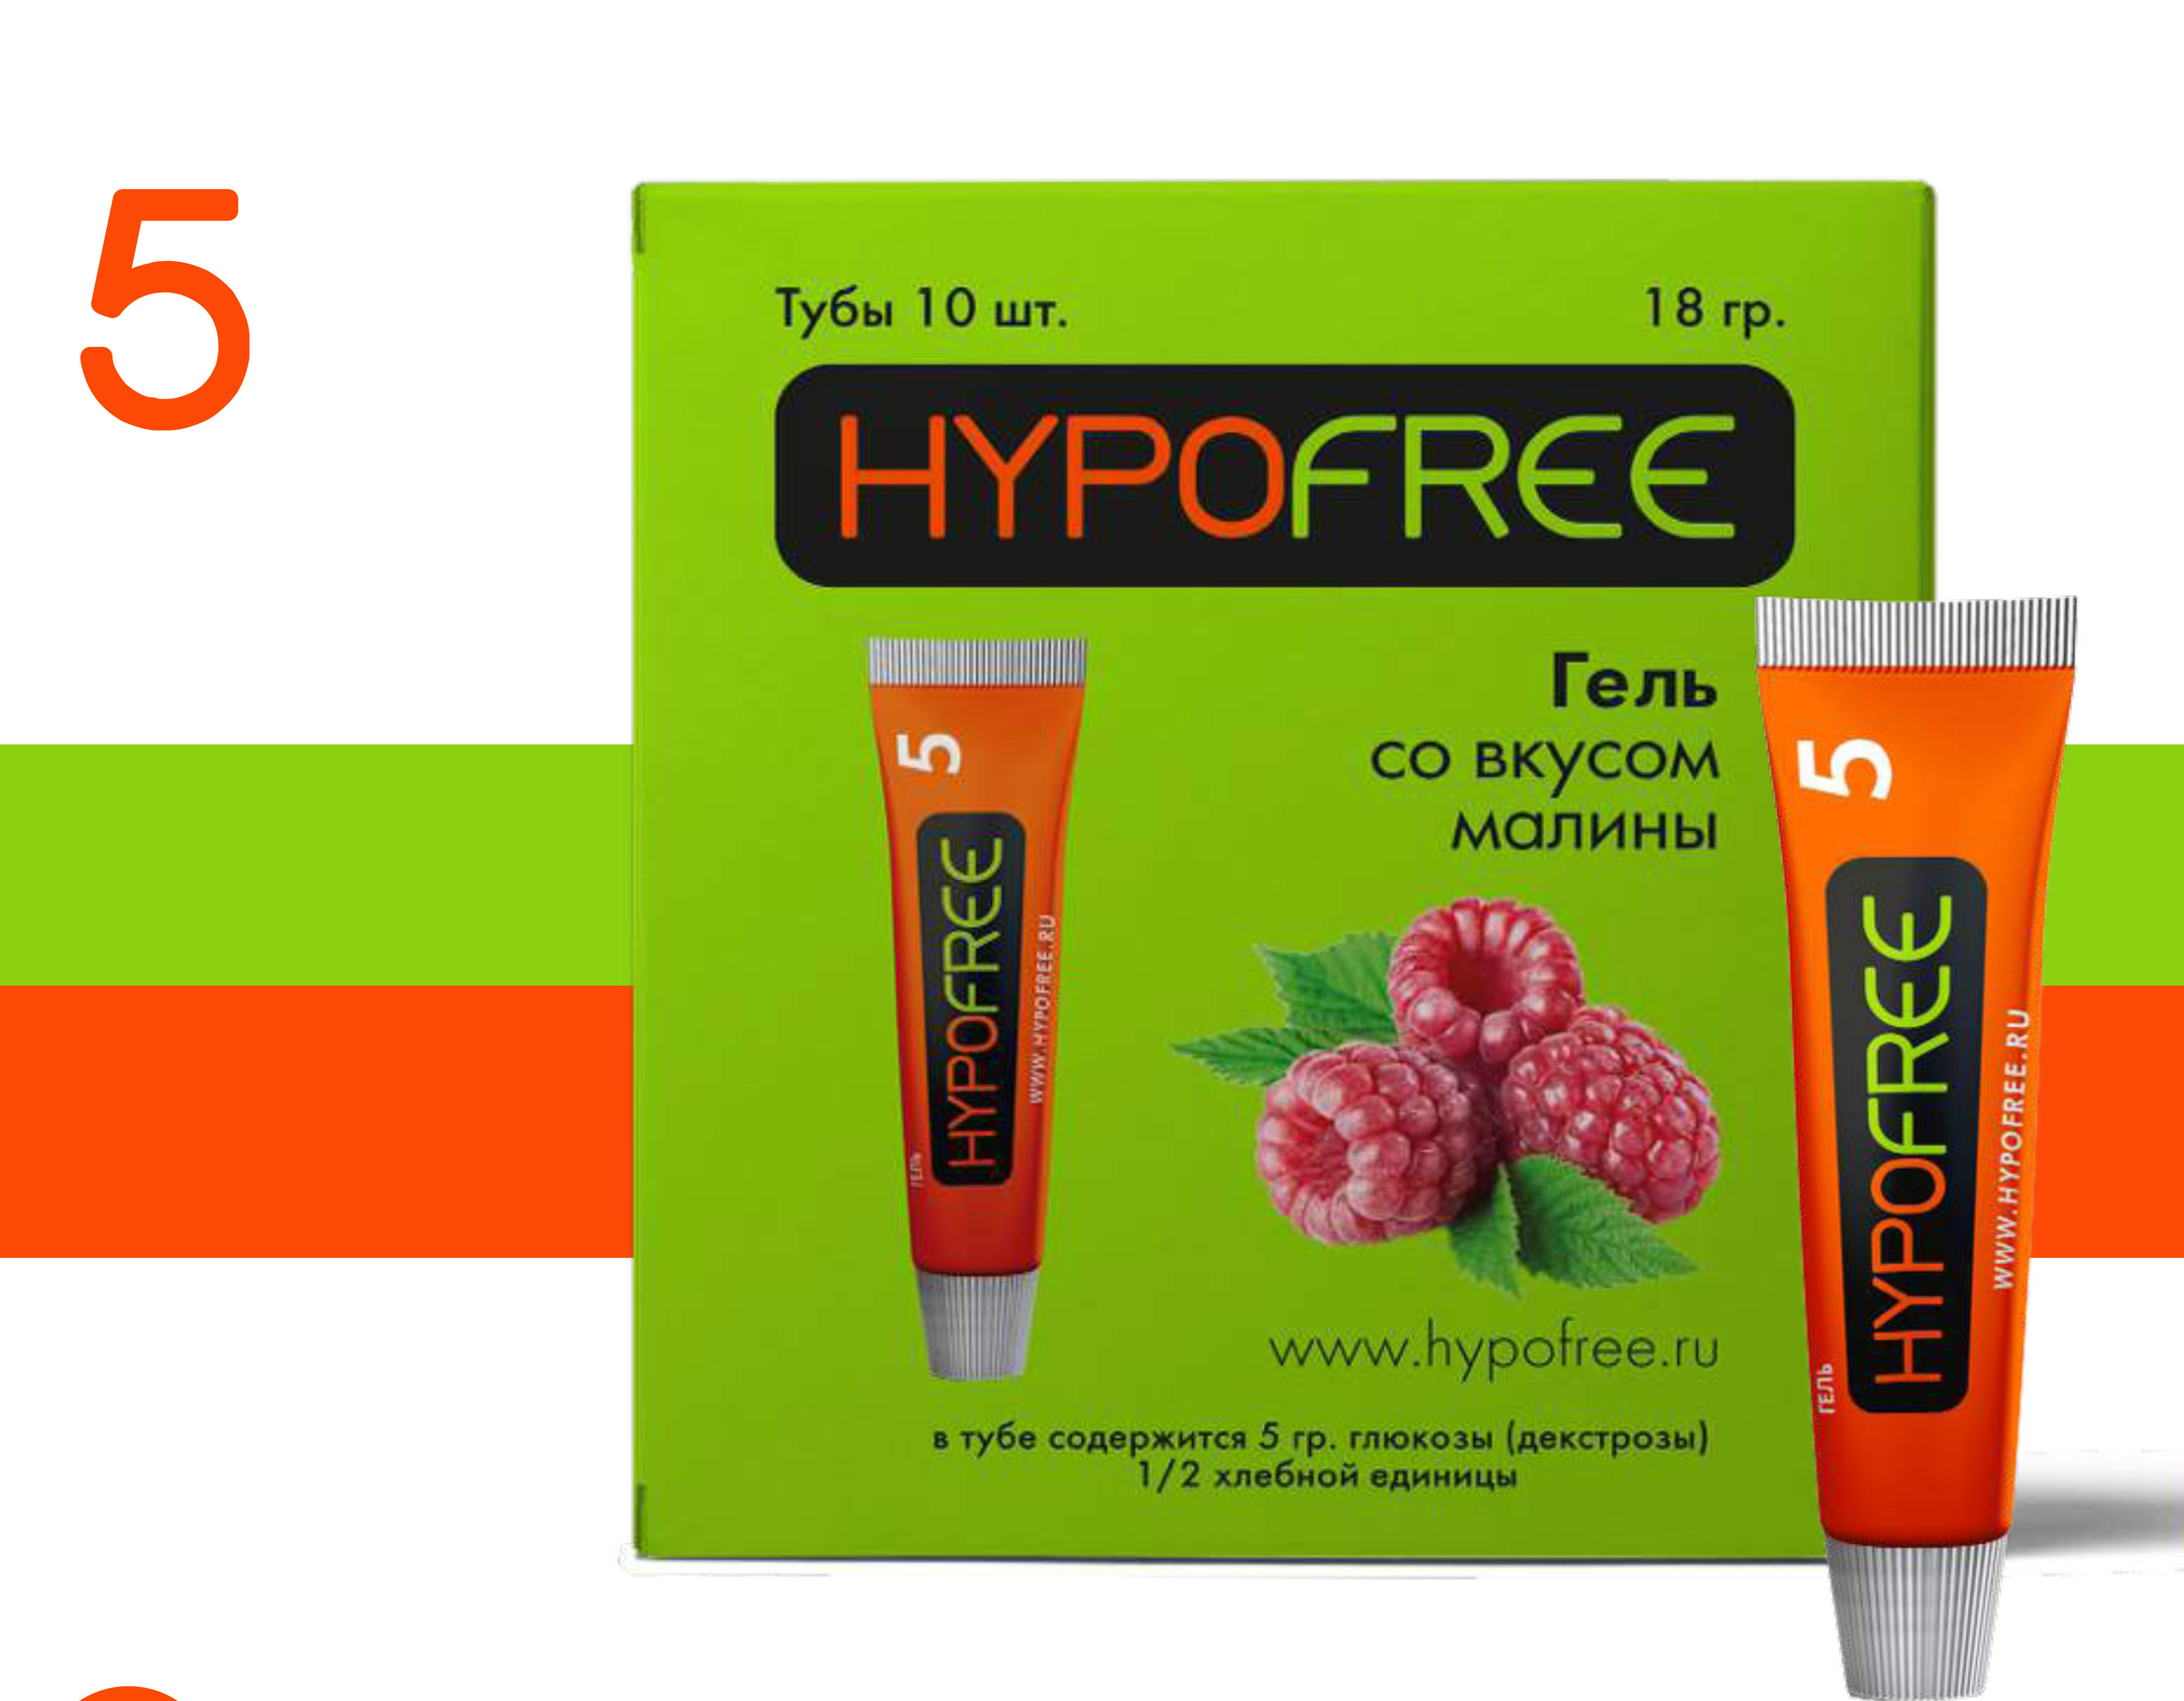 5
Тубы 10 шт.
18 гр.
HYPOFREE
Гель
со вкусом
малины
5
HYPOFREE
WWW.HYPOFREE.RU
ГЕЛЬ
5
HYPOFREE
WWW.HYPOFREE.RU
ГЕЛЬ
www.hypofree.ru
в тубе содержится 5 гр. глюкозы (декстрозы)
1/2 хлебной единицы